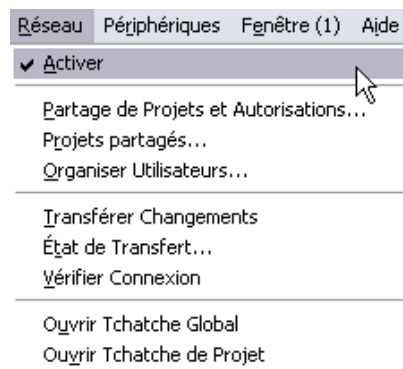 Réseau Périphériques Fenêtre (1) Aide
✔ Activer
Partage de Projets et Autorisations...
Projets partagés...
Organiser Utilisateurs...
Transférer Changements
État de Transfert...
Vérifier Connexion
Ouvrir Tchatche Global
Ouvrir Tchatche de Projet